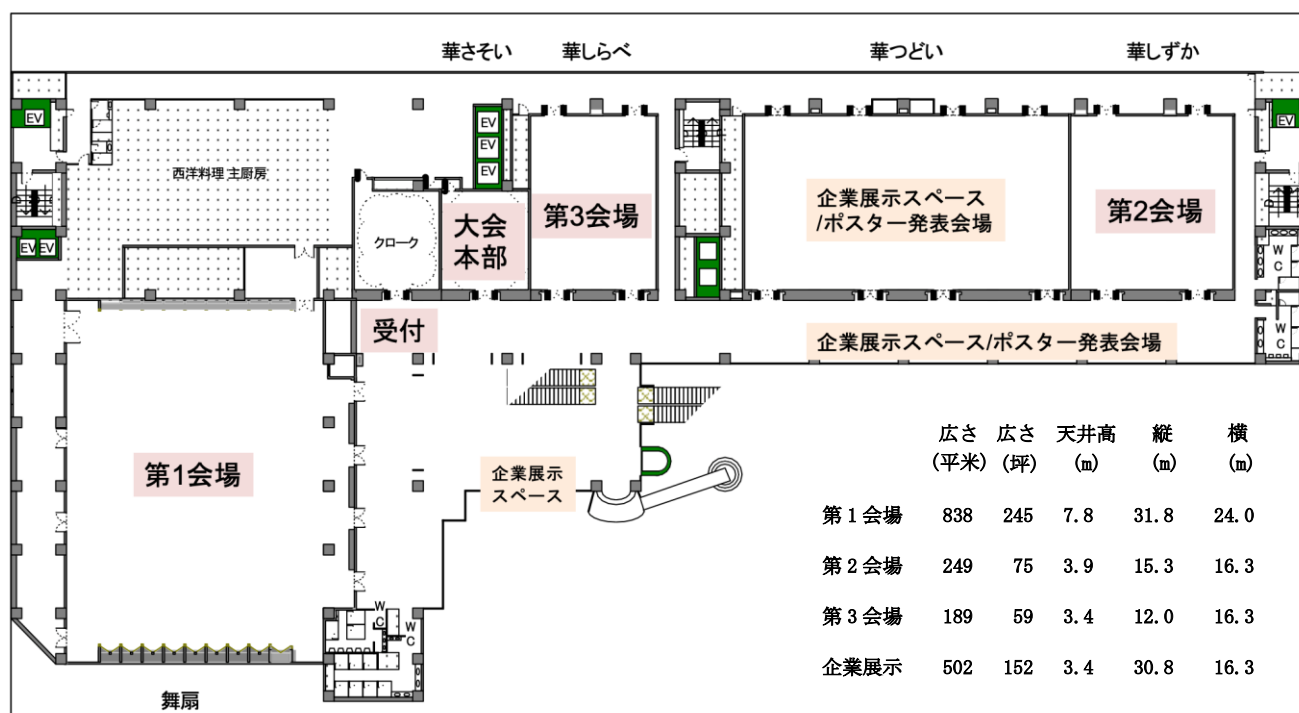 華さそい 華しらべ 華つどい 華しずか
EV
EV
EV
EV
EV
西洋料理 主厨房
クローク
大会
本部
第3会場
企業展示スペース
/ポスター発表会場
第2会場
EV EV
W
C
受付
企業展示スペース/ポスター発表会場
W
C
第1会場
企業展示
スペース
W
C
W
C
舞扇
広さ 広さ 天井高 縦 横
(平米) (坪) (m) (m) (m)
第1会場 838 245 7.8 31.8 24.0
第2会場 249 75 3.9 15.3 16.3
第3会場 189 59 3.4 12.0 16.3
企業展示 502 152 3.4 30.8 16.3